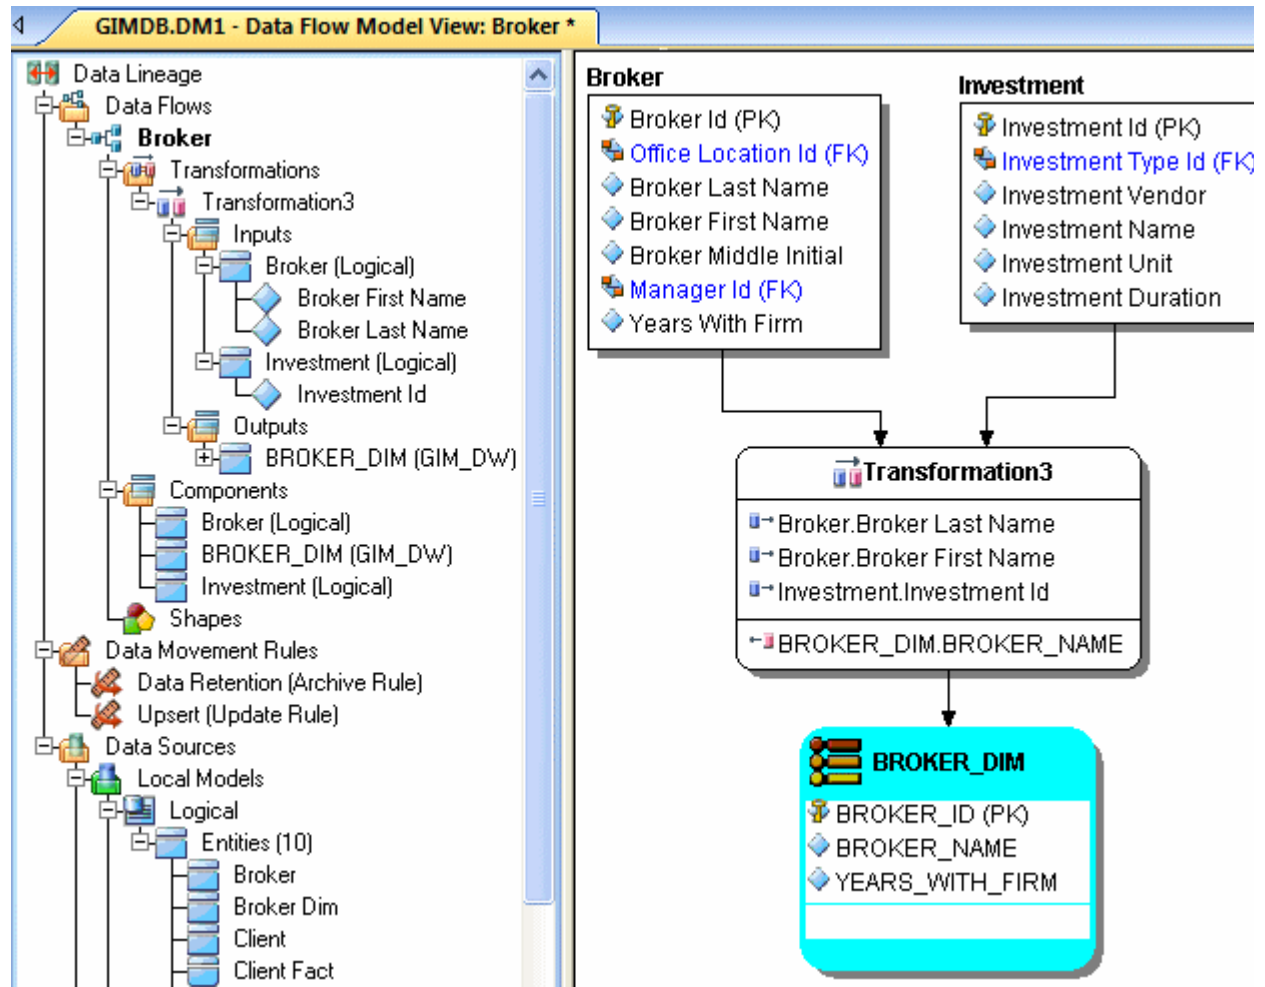 GIMDB.DM1 - Data Flow Model View: Broker *
Data Lineage
Data Flows
Broker
Transformations
Transformation3
Inputs
Broker (Logical)
Broker First Name
Broker Last Name
Investment (Logical)
Investment Id
Outputs
BROKER_DIM (GIM_DW)
Components
Broker (Logical)
BROKER_DIM (GIM_DW)
Investment (Logical)
Shapes
Data Movement Rules
Data Retention (Archive Rule)
Upsert (Update Rule)
Data Sources
Local Models
Logical
Entities (10)
Broker
Broker Dim
Client
Client Fact
Broker
Broker Id (PK)
Office Location Id (FK)
Broker Last Name
Broker First Name
Broker Middle Initial
Manager Id (FK)
Years With Firm
Investment
Investment Id (PK)
Investment Type Id (FK)
Investment Vendor
Investment Name
Investment Unit
Investment Duration
Transformation3
Broker.Broker Last Name
Broker.Broker First Name
Investment.Investment Id
BROKER_DIM.BROKER_NAME
BROKER_DIM
BROKER_ID (PK)
BROKER_NAME
YEARS_WITH_FIRM